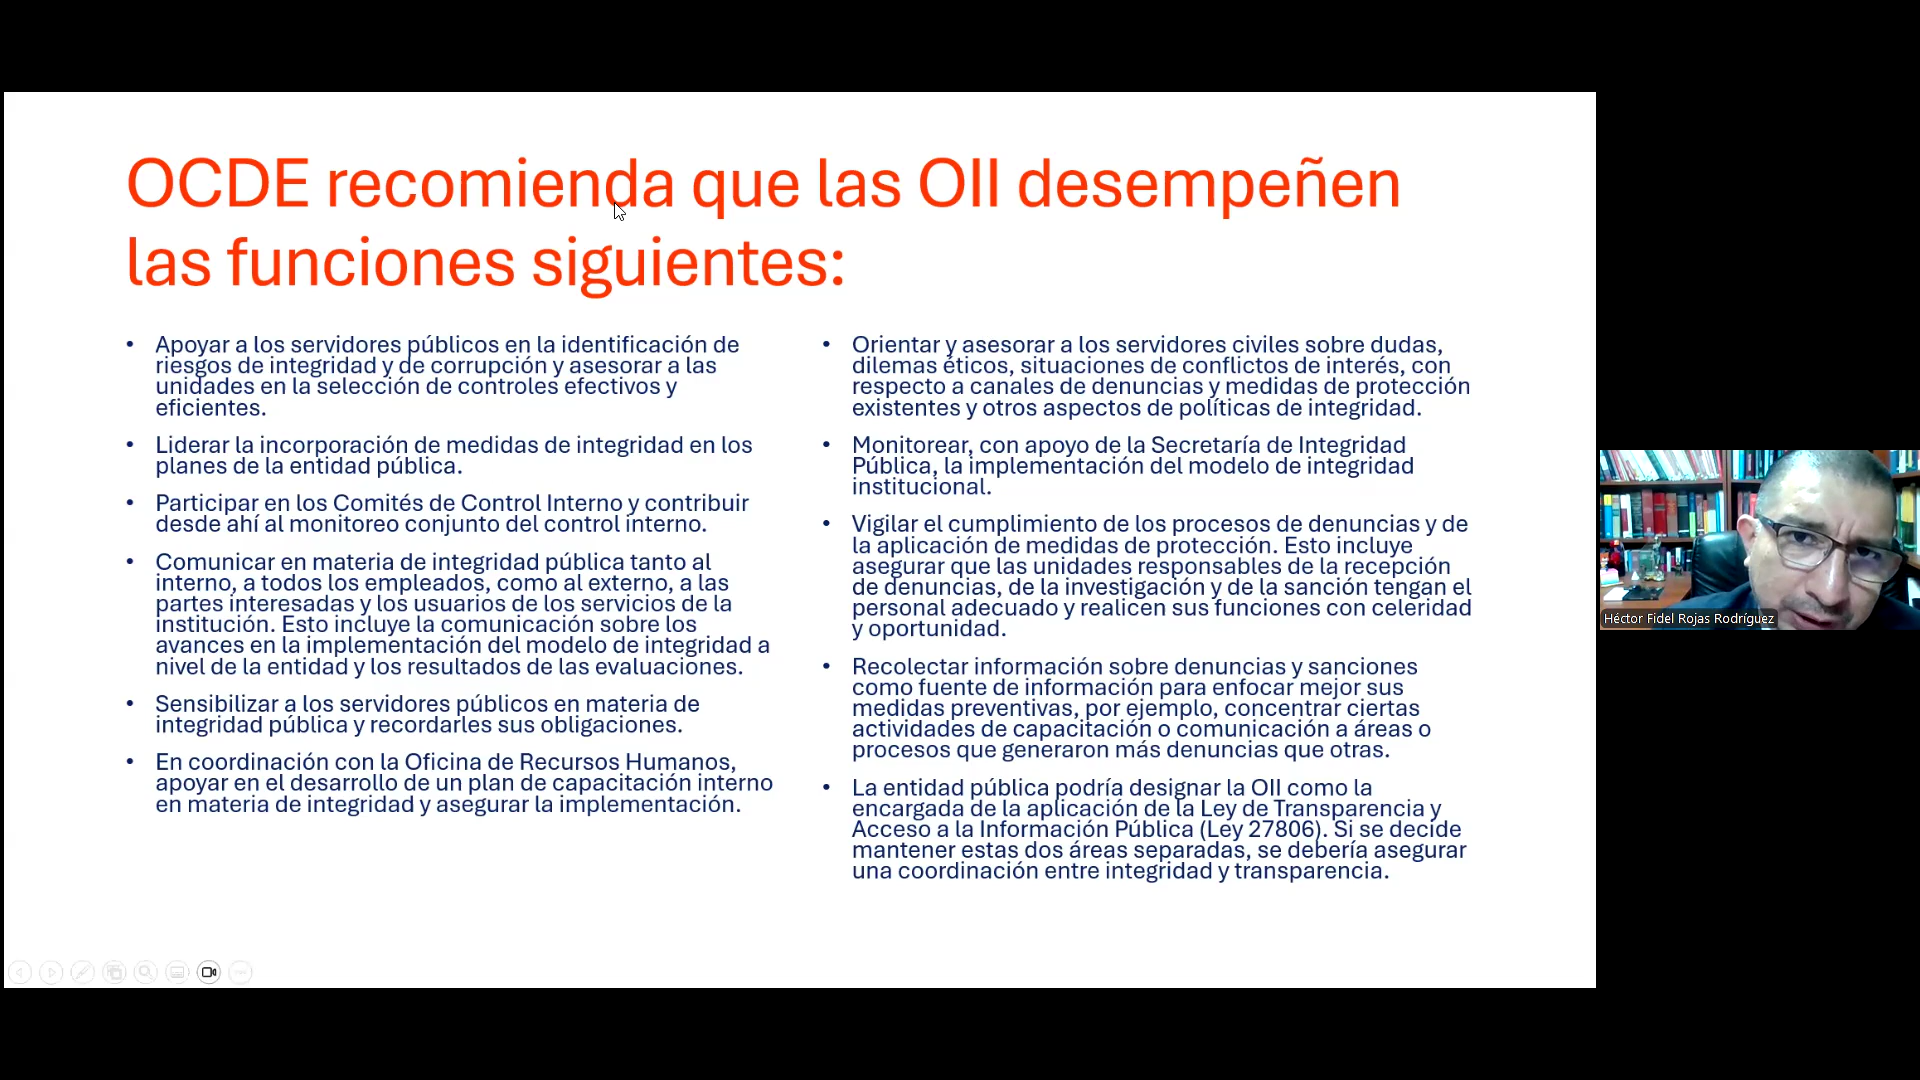 OCDE recomienda que las OII desempeñen
las funciones siguientes:
• Apoyar a los servidores públicos en la identificación de
riesgos de integridad y de corrupción y asesorar a las
unidades en la selección de controles efectivos y
eficientes.
• Liderar la incorporación de medidas de integridad en los
planes de la entidad pública.
• Participar en los Comités de Control Interno y contribuir
desde ahí al monitoreo conjunto del control interno.
• Comunicar en materia de integridad pública tanto al
interno, a todos los empleados, como al externo, a las
partes interesadas y los usuarios de los servicios de la
institución. Esto incluye la comunicación sobre los
avances en la implementación del modelo de integridad a
nivel de la entidad y los resultados de las evaluaciones.
• Sensibilizar a los servidores públicos en materia de
integridad pública y recordarles sus obligaciones.
• En coordinación con la Oficina de Recursos Humanos,
apoyar en el desarrollo de un plan de capacitación interno
en materia de integridad y asegurar la implementación.
• Orientar y asesorar a los servidores civiles sobre dudas,
dilemas éticos, situaciones de conflictos de interés, con
respecto a canales de denuncias y medidas de protección
existentes y otros aspectos de políticas de integridad.
• Monitorear, con apoyo de la Secretaría de Integridad
Pública, la implementación del modelo de integridad
institucional.
• Vigilar el cumplimiento de los procesos de denuncias y de
la aplicación de medidas de protección. Esto incluye
asegurar que las unidades responsables de la recepción
de denuncias, de la investigación y de la sanción tengan el
personal adecuado y realicen sus funciones con celeridad
y oportunidad.
• Recolectar información sobre denuncias y sanciones
como fuente de información para enfocar mejor sus
medidas preventivas, por ejemplo, concentrar ciertas
actividades de capacitación o comunicación a áreas o
procesos que generaron más denuncias que otras.
• La entidad pública podría designar la OII como la
encargada de la aplicación de la Ley de Transparencia y
Acceso a la Información Pública (Ley 27806). Si se decide
mantener estas dos áreas separadas, se debería asegurar
una coordinación entre integridad y transparencia.
Héctor Fidel Rojas Rodríguez